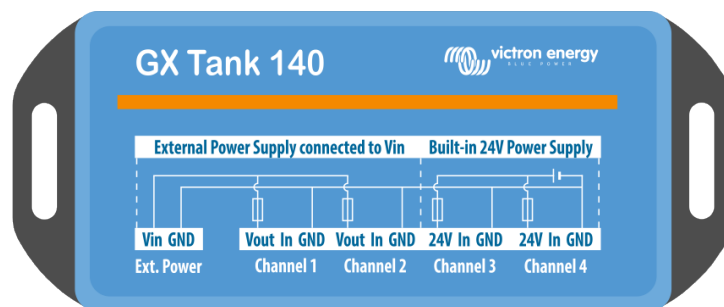 GX Tank 140
victron energy
BLUE POWER
External Power Supply connected to Vin Built-in 24V Power Supply
Vin GND Vout In GND Vout In GND 24V In GND 24V In GND
Ext. Power Channel 1 Channel 2 Channel 3 Channel 4